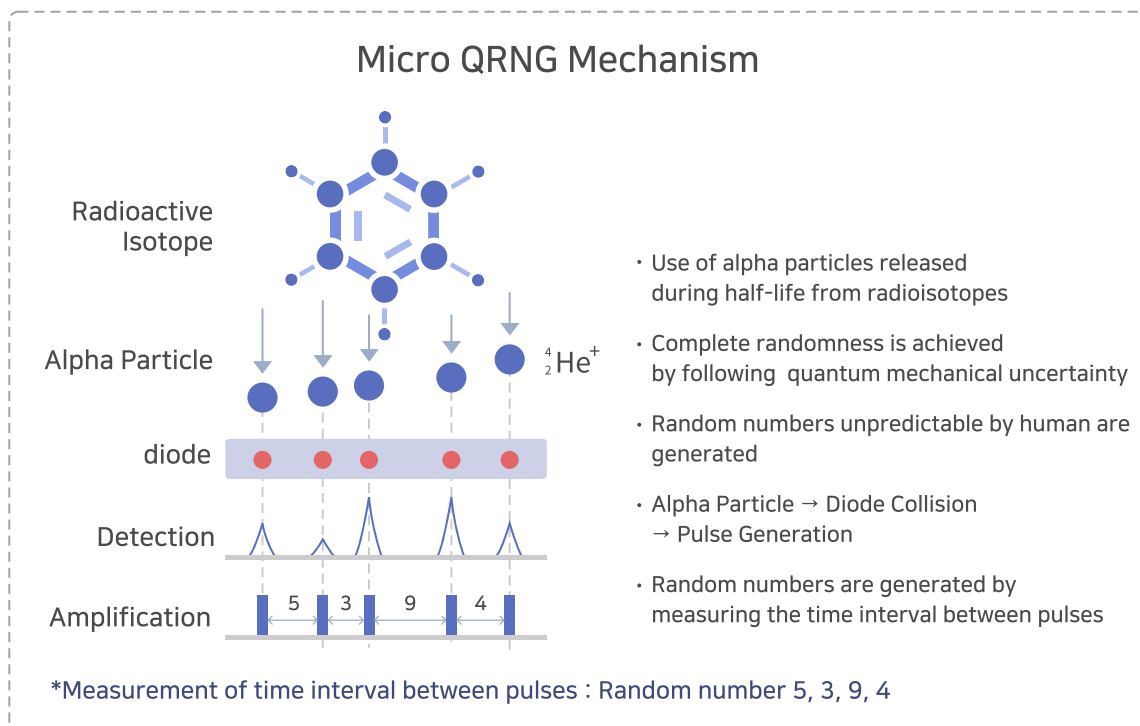 Micro QRNG Mechanism
Radioactive
Isotope
Alpha Particle
4
2 He+
diode
Detection
Amplification
5 3 9 4
· Use of alpha particles released
during half-life from radioisotopes
· Complete randomness is achieved
by following quantum mechanical uncertainty
· Random numbers unpredictable by human are
generated
· Alpha Particle → Diode Collision
→ Pulse Generation
· Random numbers are generated by
measuring the time interval between pulses
*Measurement of time interval between pulses : Random number 5, 3, 9, 4